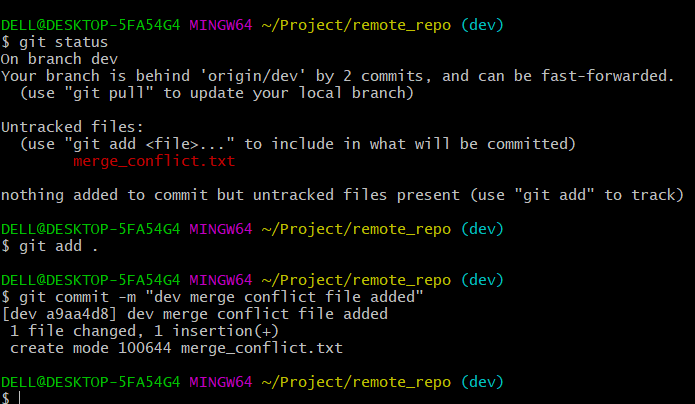 DELL@DESKTOP-5FA54G4 MINGW64 ~/Project/remote_repo (dev)
$ git status
On branch dev
Your branch is behind 'origin/dev' by 2 commits, and can be fast-forwarded.
  (use "git pull" to update your local branch)

Untracked files:
  (use "git add <file>..." to include in what will be committed)
        merge_conflict.txt

nothing added to commit but untracked files present (use "git add" to track)

DELL@DESKTOP-5FA54G4 MINGW64 ~/Project/remote_repo (dev)
$ git add .

DELL@DESKTOP-5FA54G4 MINGW64 ~/Project/remote_repo (dev)
$ git commit -m "dev merge conflict file added"
[dev a9aa4d8] dev merge conflict file added
 1 file changed, 1 insertion(+)
 create mode 100644 merge_conflict.txt

DELL@DESKTOP-5FA54G4 MINGW64 ~/Project/remote_repo (dev)
$